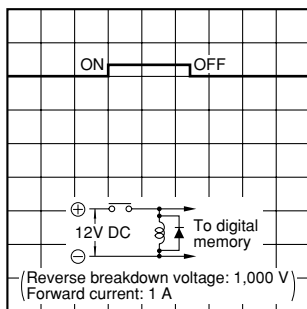 ON OFF
⊕
12V DC
To digital
memory
⊖
(Reverse breakdown voltage: 1,000 V
Forward current: 1 A)